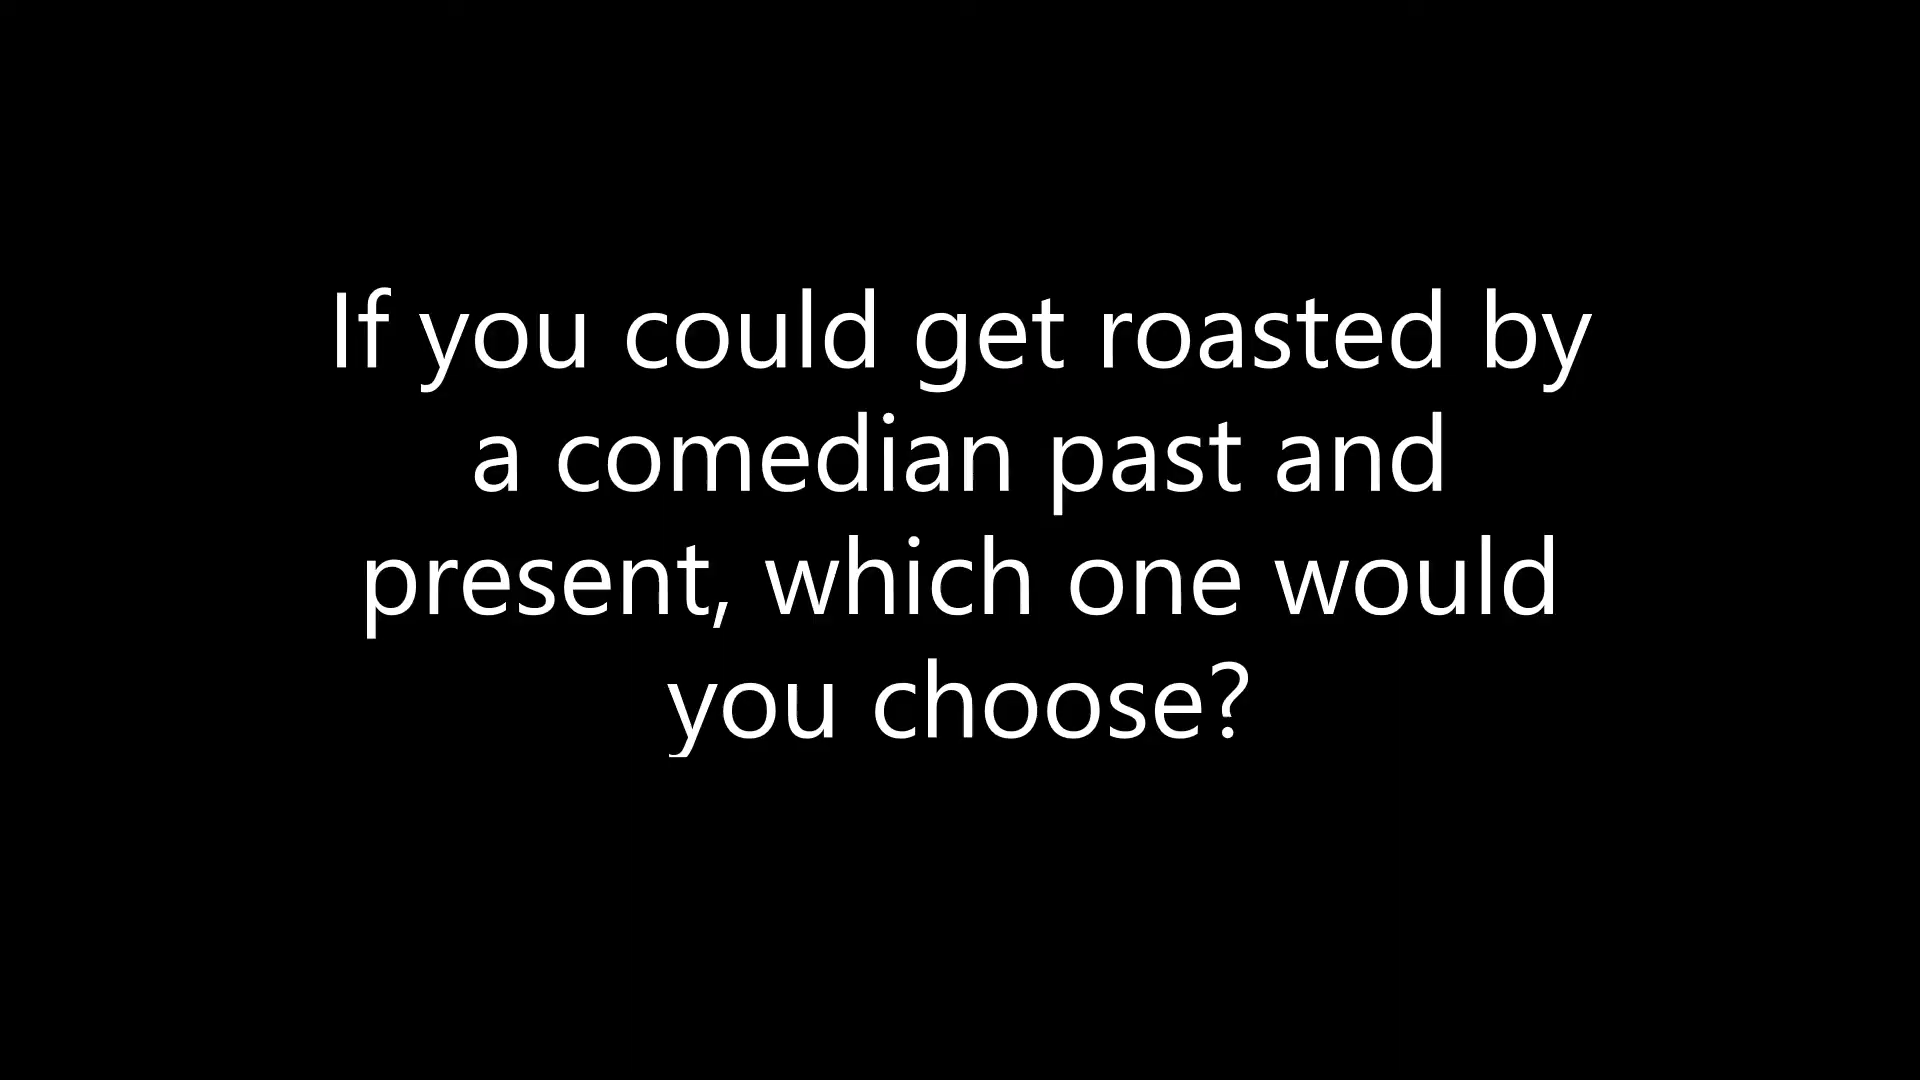 If you could get roasted by
a comedian past and
present, which one would
you choose?